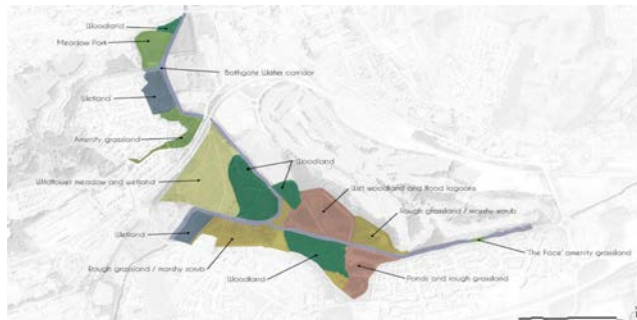 Woodland
Meadow Park
Bathgate Water corridor
Wetland
Amenity grassland
Woodland
Wildflower meadow and wetland
Wet woodland and flood lagoons
Rough grassland / marshy scrub
Wetland
'The Face' amenity grassland
Rough grassland / marshy scrub
Woodland
Ponds and rough grassland